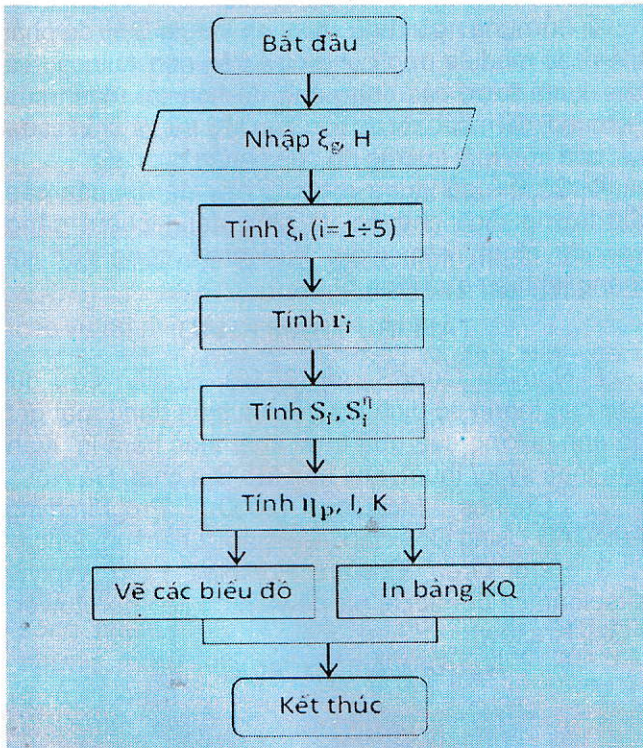 Bắt đầu
Nhập ξg, H
Tính ξi (i=1÷5)
Tính ri
Tính Si, Siη
Tính ηp, I, K
Vẽ các biểu đồ
In bảng KQ
Kết thúc